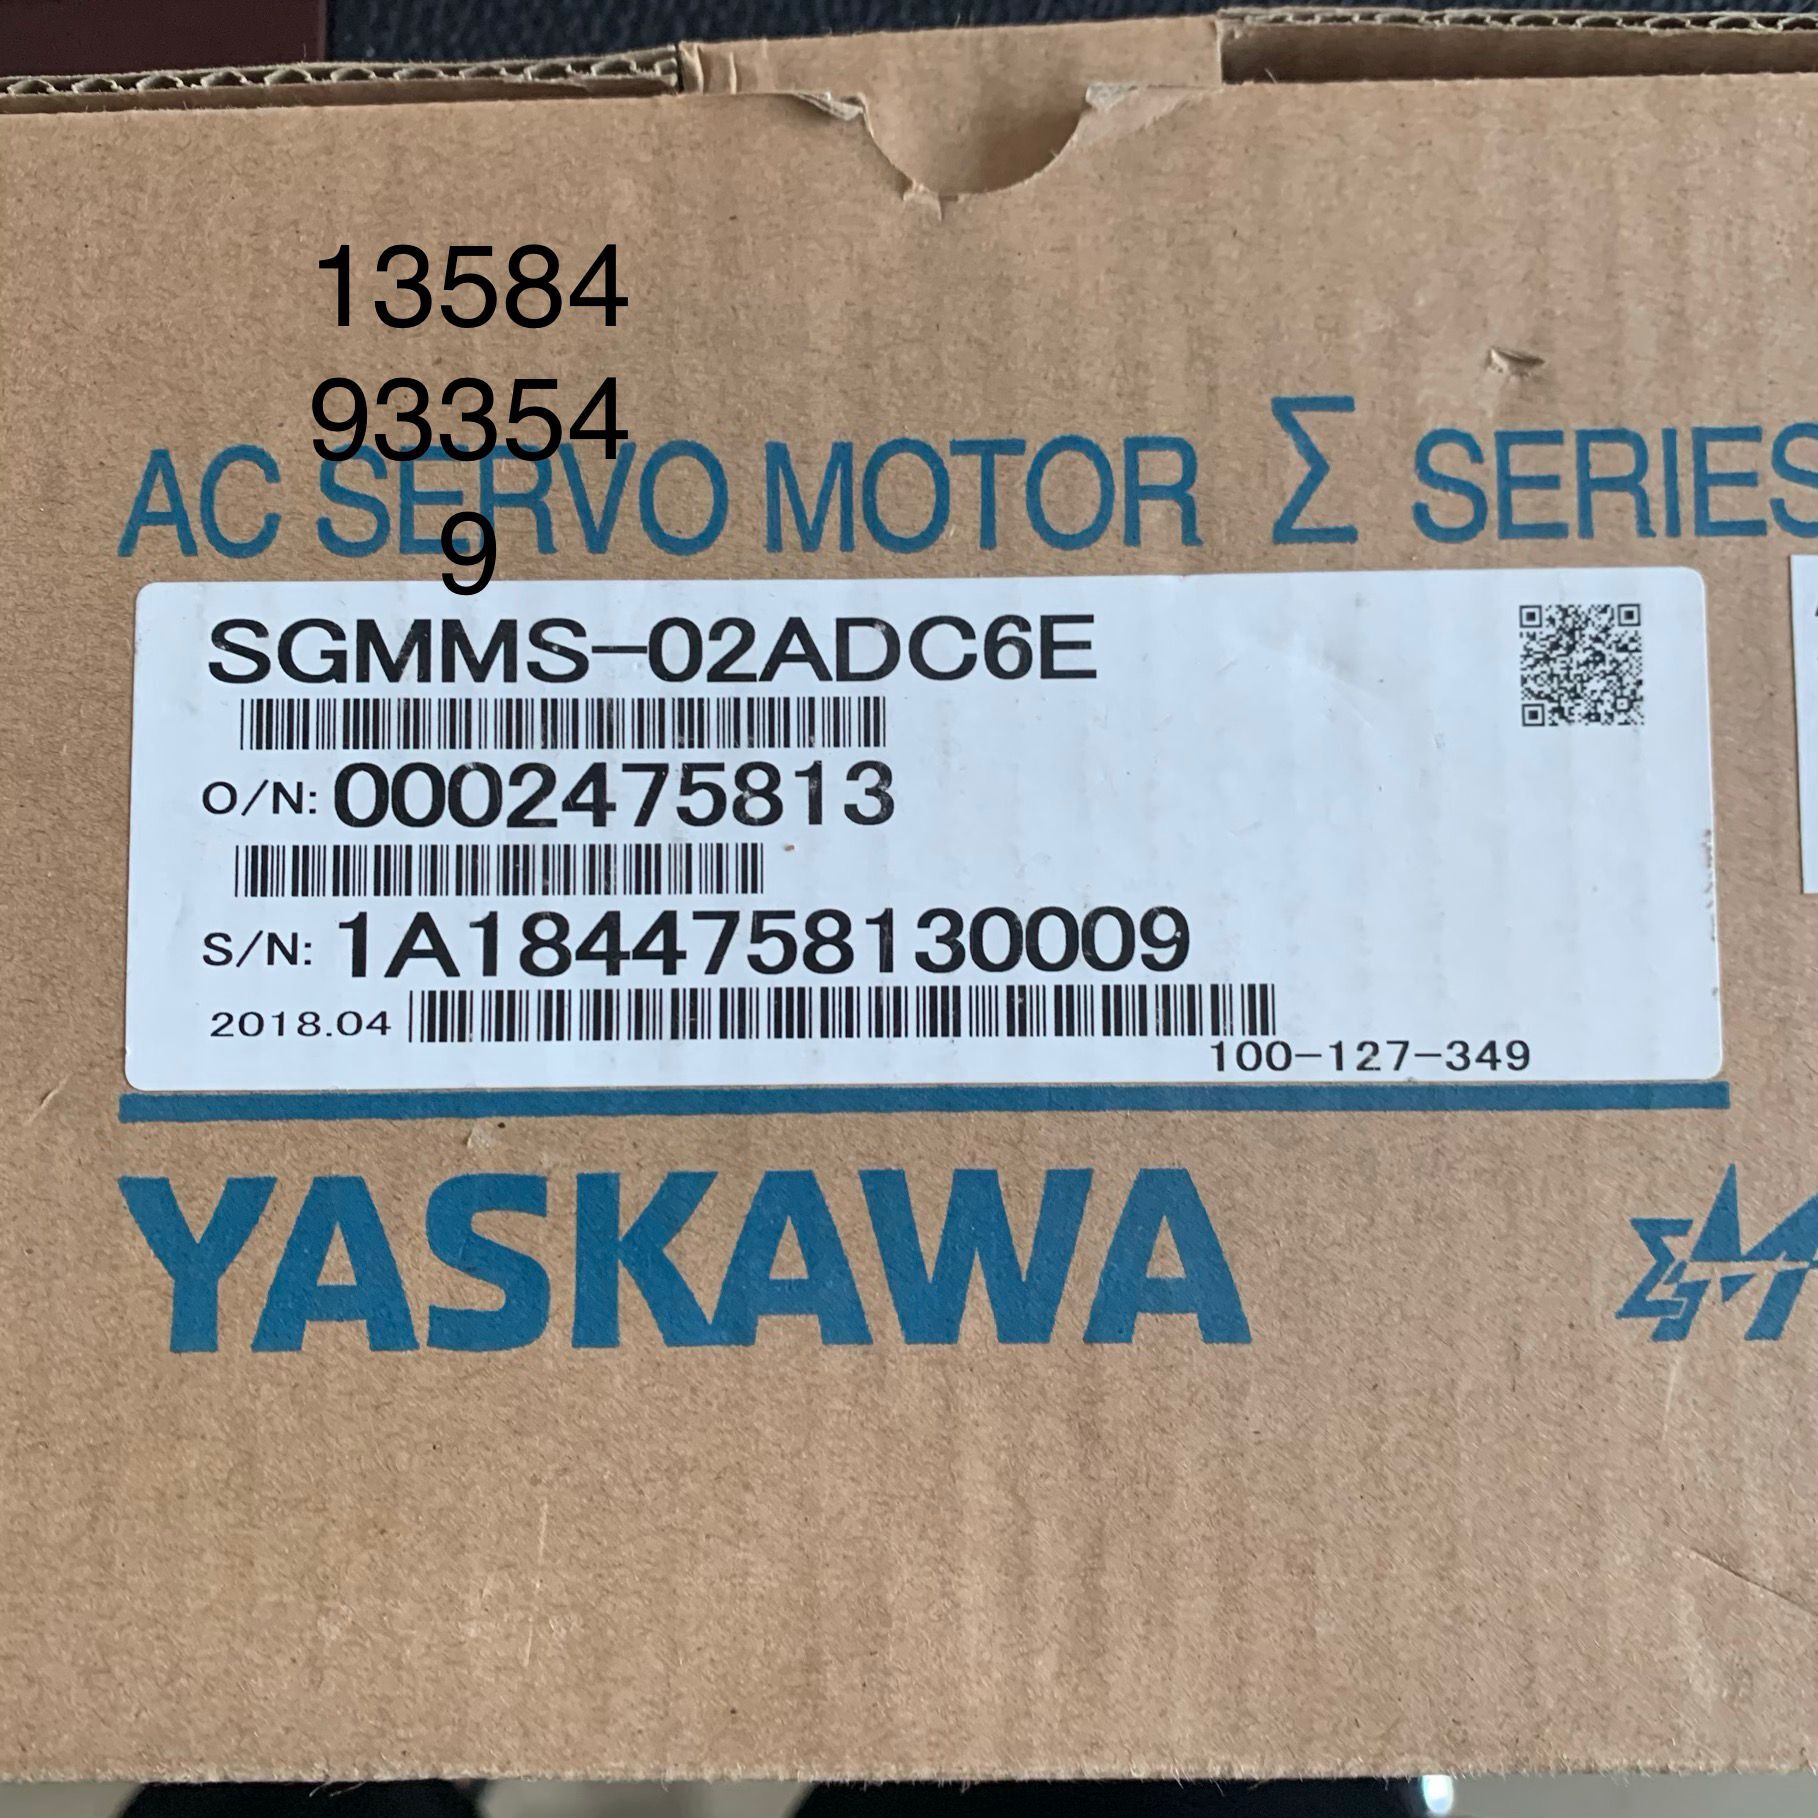 13584
93354
9
AC SERVO MOTOR Σ SERIES
SGMMS-02ADC6E
O/N: 0002475813
S/N: 1A1844758130009
2018.04
100-127-349
YASKAWA